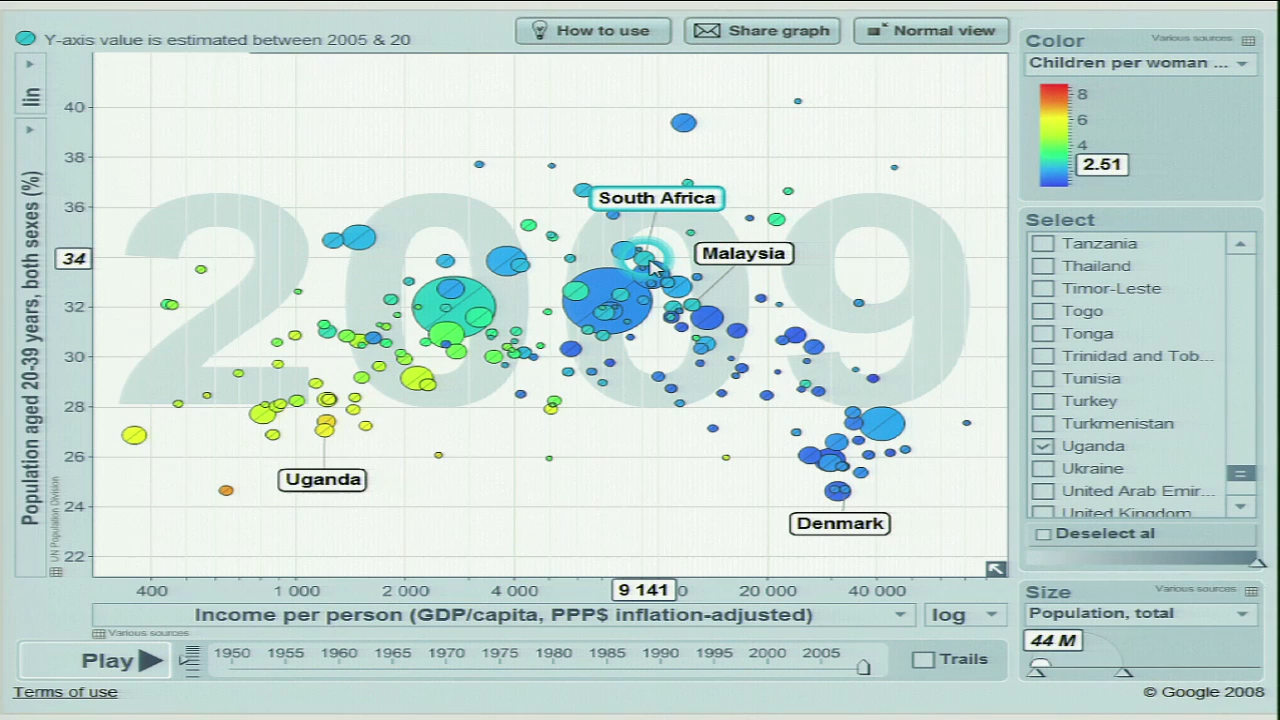 How to use
Share graph
Normal view
Y-axis value is estimated between 2005 & 20
lin
Population aged 20-39 years, both sexes (%)
UN Population Division
40
38
36
34
32
30
28
26
24
22
2009
South Africa
Malaysia
Uganda
Denmark
400
1 000
2 000
4 000
9 141
0
20 000
40 000
Income per person (GDP/capita, PPP$ inflation-adjusted)
log
Various sources
Play
1950
1955
1960
1965
1970
1975
1980
1985
1990
1995
2000
2005
Trails
Terms of use
Color
Various sources
Children per woman ...
8
6
4
2.51
Select
Tanzania
Thailand
Timor-Leste
Togo
Tonga
Trinidad and Tob...
Tunisia
Turkey
Turkmenistan
Uganda
Ukraine
United Arab Emir...
United Kingdom
Deselect al
Size
Various sources
Population, total
44 M
© Google 2008